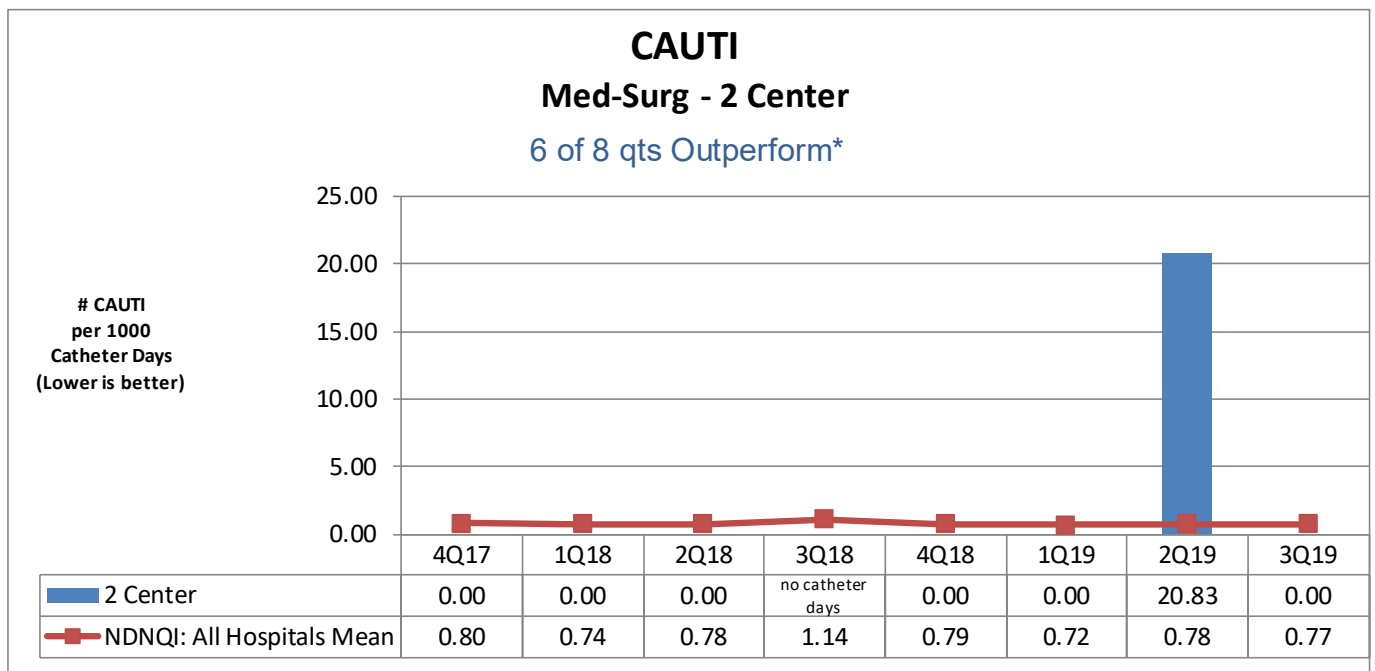 CAUTI
Med-Surg - 2 Center
6 of 8 qts Outperform*
# CAUTI
per 1000
Catheter Days
(Lower is better)
25.00
20.00
15.00
10.00
5.00
0.00
4Q17 1Q18 2Q18 3Q18 4Q18 1Q19 2Q19 3Q19
2 Center 0.00 0.00 0.00 no catheter days 0.00 0.00 20.83 0.00
NDNQI: All Hospitals Mean 0.80 0.74 0.78 1.14 0.79 0.72 0.78 0.77